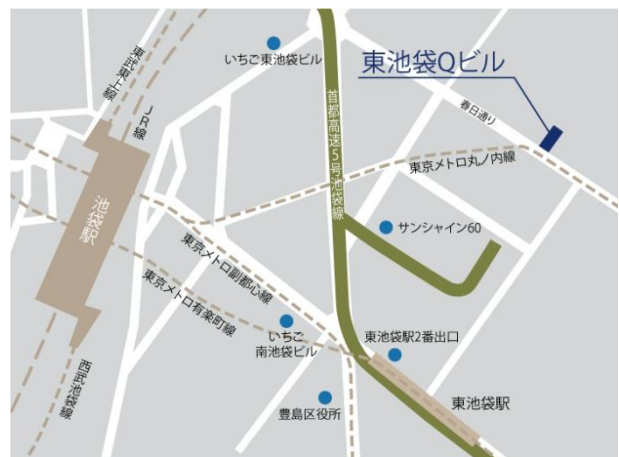 東武東上線
JR線
いちご東池袋ビル
首都高速5号池袋線
東池袋Qビル
春日通り
東京メトロ丸ノ内線
池袋駅
サンシャイン60
東京メトロ副都心線
東京メトロ有楽町線
いちご
南池袋ビル
東池袋駅2番出口
西武池袋線
豊島区役所
東池袋駅